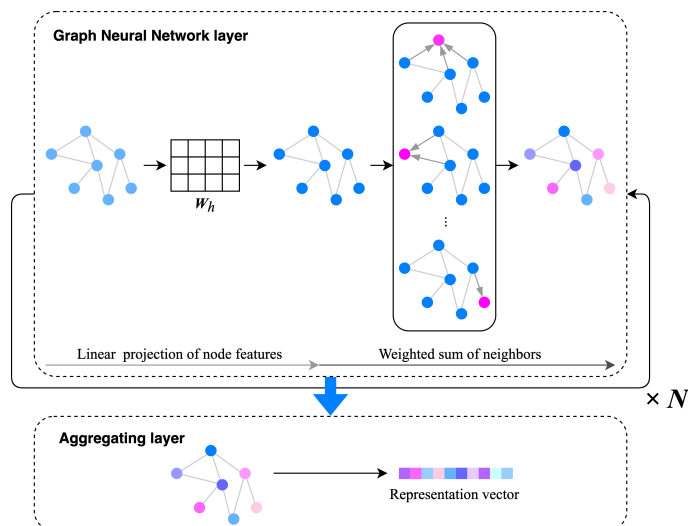 Graph Neural Network layer
W_h
...
Linear projection of node features
Weighted sum of neighbors
× N
Aggregating layer
Representation vector